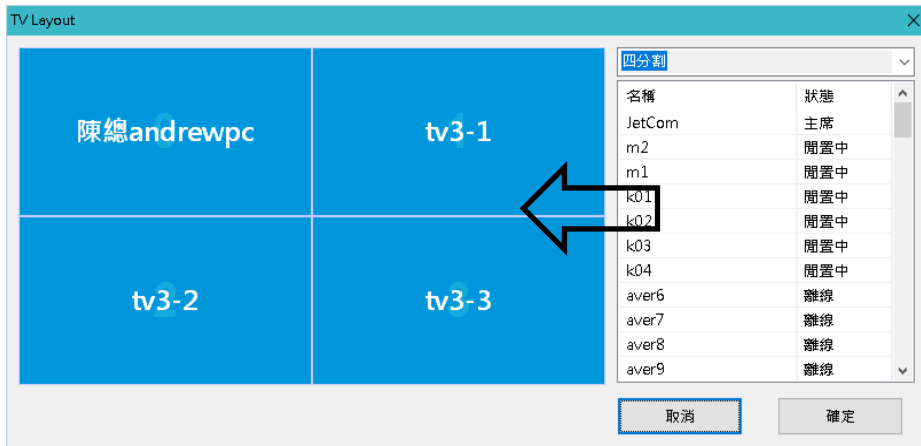 TV Layout
陳總andrewpc
tv3-1
tv3-2
tv3-3
四分割
名稱 狀態
JetCom 主席
m2 閒置中
m1 閒置中
k01 閒置中
k02 閒置中
k03 閒置中
k04 閒置中
aver6 離線
aver7 離線
aver8 離線
aver9 離線
取消 確定